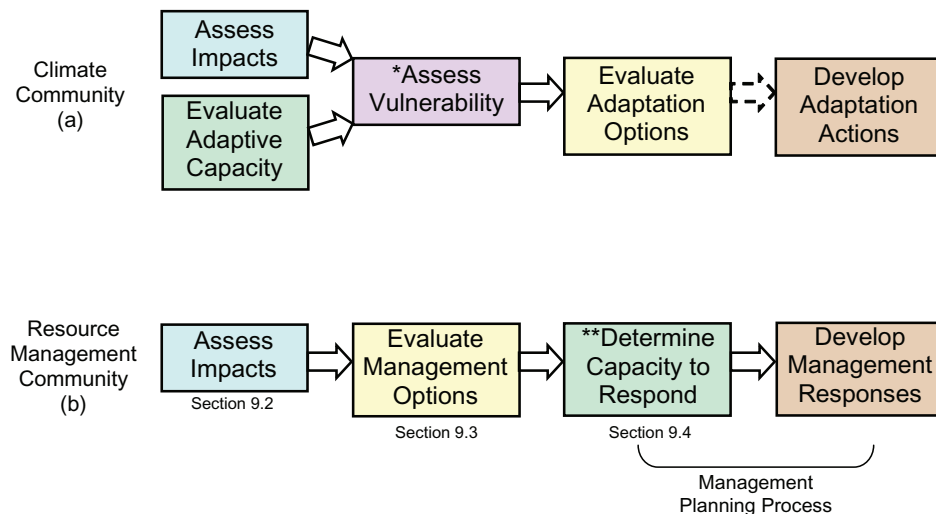 Climate
Community
(a)
Assess
Impacts
Evaluate
Adaptive
Capacity
*Assess
Vulnerability
Evaluate
Adaptation
Options
Develop
Adaptation
Actions
Resource
Management
Community
(b)
Assess
Impacts
Section 9.2
Evaluate
Management
Options
Section 9.3
**Determine
Capacity to
Respond
Section 9.4
Develop
Management
Responses
Management
Planning Process